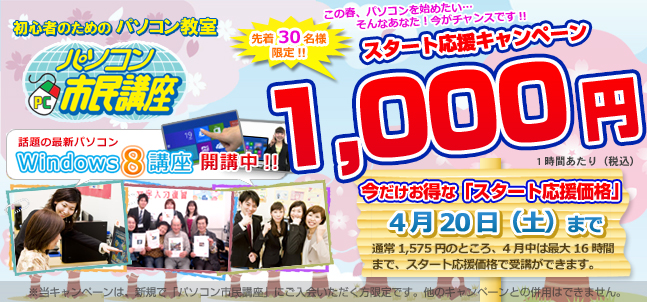 初心者のための パソコン教室
パソコン
PC
市民講座
先着30名様
限定!!
この春、パソコンを始めたい…
そんなあなた!今がチャンスです!!
スタート応援キャンペーン
1,000円
1時間あたり(税込)
話題の最新パソコン
Windows8講座 開講中!!
今だけお得な「スタート応援価格」
4月20日(土)まで
通常1,575円のところ、4月中は最大16時間
まで、スタート応援価格で受講ができます。
※当キャンペーンは、新規で「パソコン市民講座」にご入会いただく方限定です。他のキャンペーンとの併用はできません。